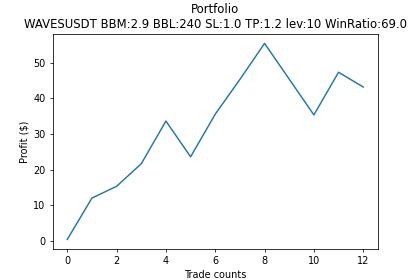 Portfolio
WAVESUSDT BBM:2.9 BBL:240 SL:1.0 TP:1.2 lev:10 WinRatio:69.0
Profit ($)
50
40
30
20
10
0
0 2 4 6 8 10 12
Trade counts